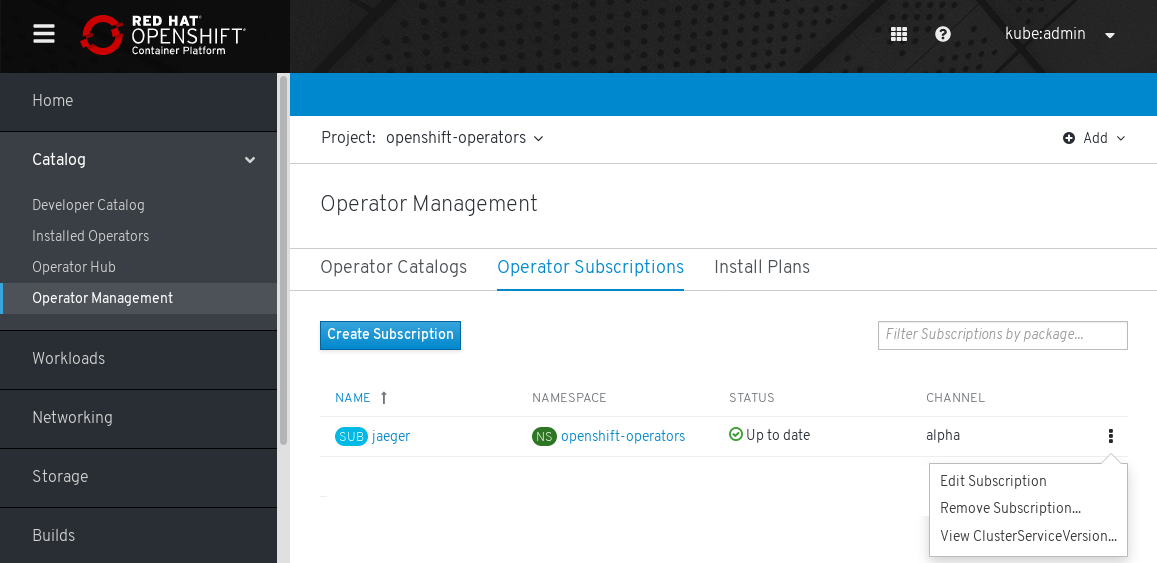 RED HAT®
OPENSHIFT®
Container Platform
kube:admin
Home
Catalog
Developer Catalog
Installed Operators
Operator Hub
Operator Management
Workloads
Networking
Storage
Builds
Project: openshift-operators
Add
Operator Management
Operator Catalogs Operator Subscriptions Install Plans
Create Subscription
Filter Subscriptions by package...
NAME NAMESPACE STATUS CHANNEL
SUB jaeger NS openshift-operators Up to date alpha
Edit Subscription
Remove Subscription...
View ClusterServiceVersion...